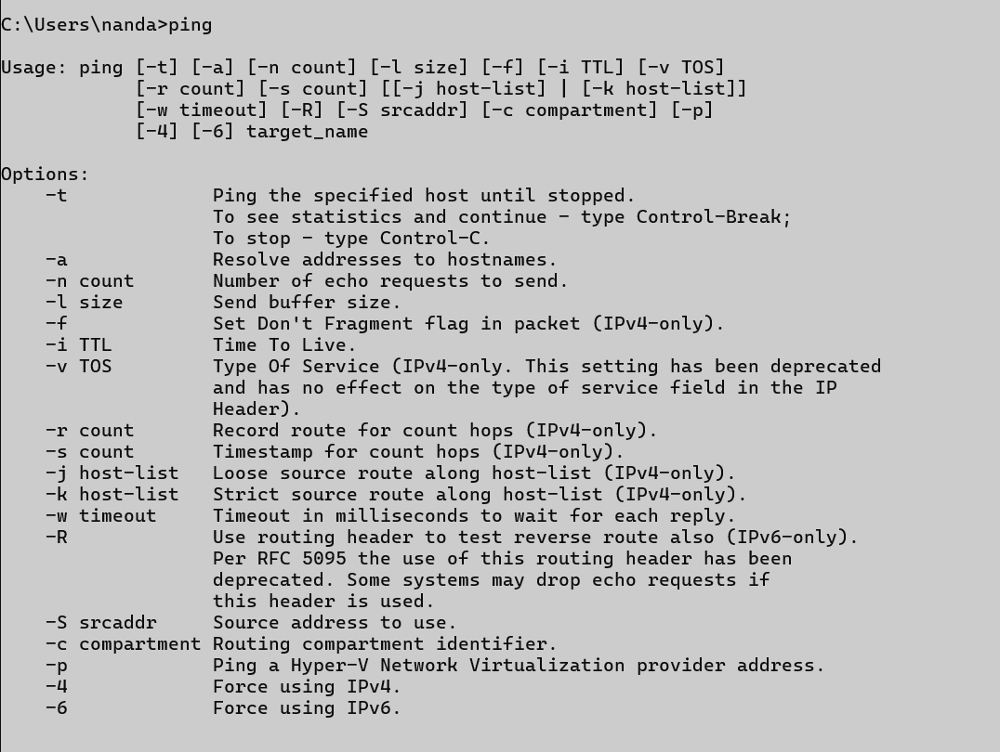 C:\Users\nanda>ping
Usage: ping [-t] [-a] [-n count] [-l size] [-f] [-i TTL] [-v TOS]
[-r count] [-s count] [[-j host-list] | [-k host-list]]
[-w timeout] [-R] [-S srcaddr] [-c compartment] [-p]
[-4] [-6] target_name
Options:
-t Ping the specified host until stopped.
To see statistics and continue - type Control-Break;
To stop - type Control-C.
-a Resolve addresses to hostnames.
-n count Number of echo requests to send.
-l size Send buffer size.
-f Set Don't Fragment flag in packet (IPv4-only).
-i TTL Time To Live.
-v TOS Type Of Service (IPv4-only. This setting has been deprecated
and has no effect on the type of service field in the IP
Header).
-r count Record route for count hops (IPv4-only).
-s count Timestamp for count hops (IPv4-only).
-j host-list Loose source route along host-list (IPv4-only).
-k host-list Strict source route along host-list (IPv4-only).
-w timeout Timeout in milliseconds to wait for each reply.
-R Use routing header to test reverse route also (IPv6-only).
Per RFC 5095 the use of this routing header has been
deprecated. Some systems may drop echo requests if
this header is used.
-S srcaddr Source address to use.
-c compartment Routing compartment identifier.
-p Ping a Hyper-V Network Virtualization provider address.
-4 Force using IPv4.
-6 Force using IPv6.